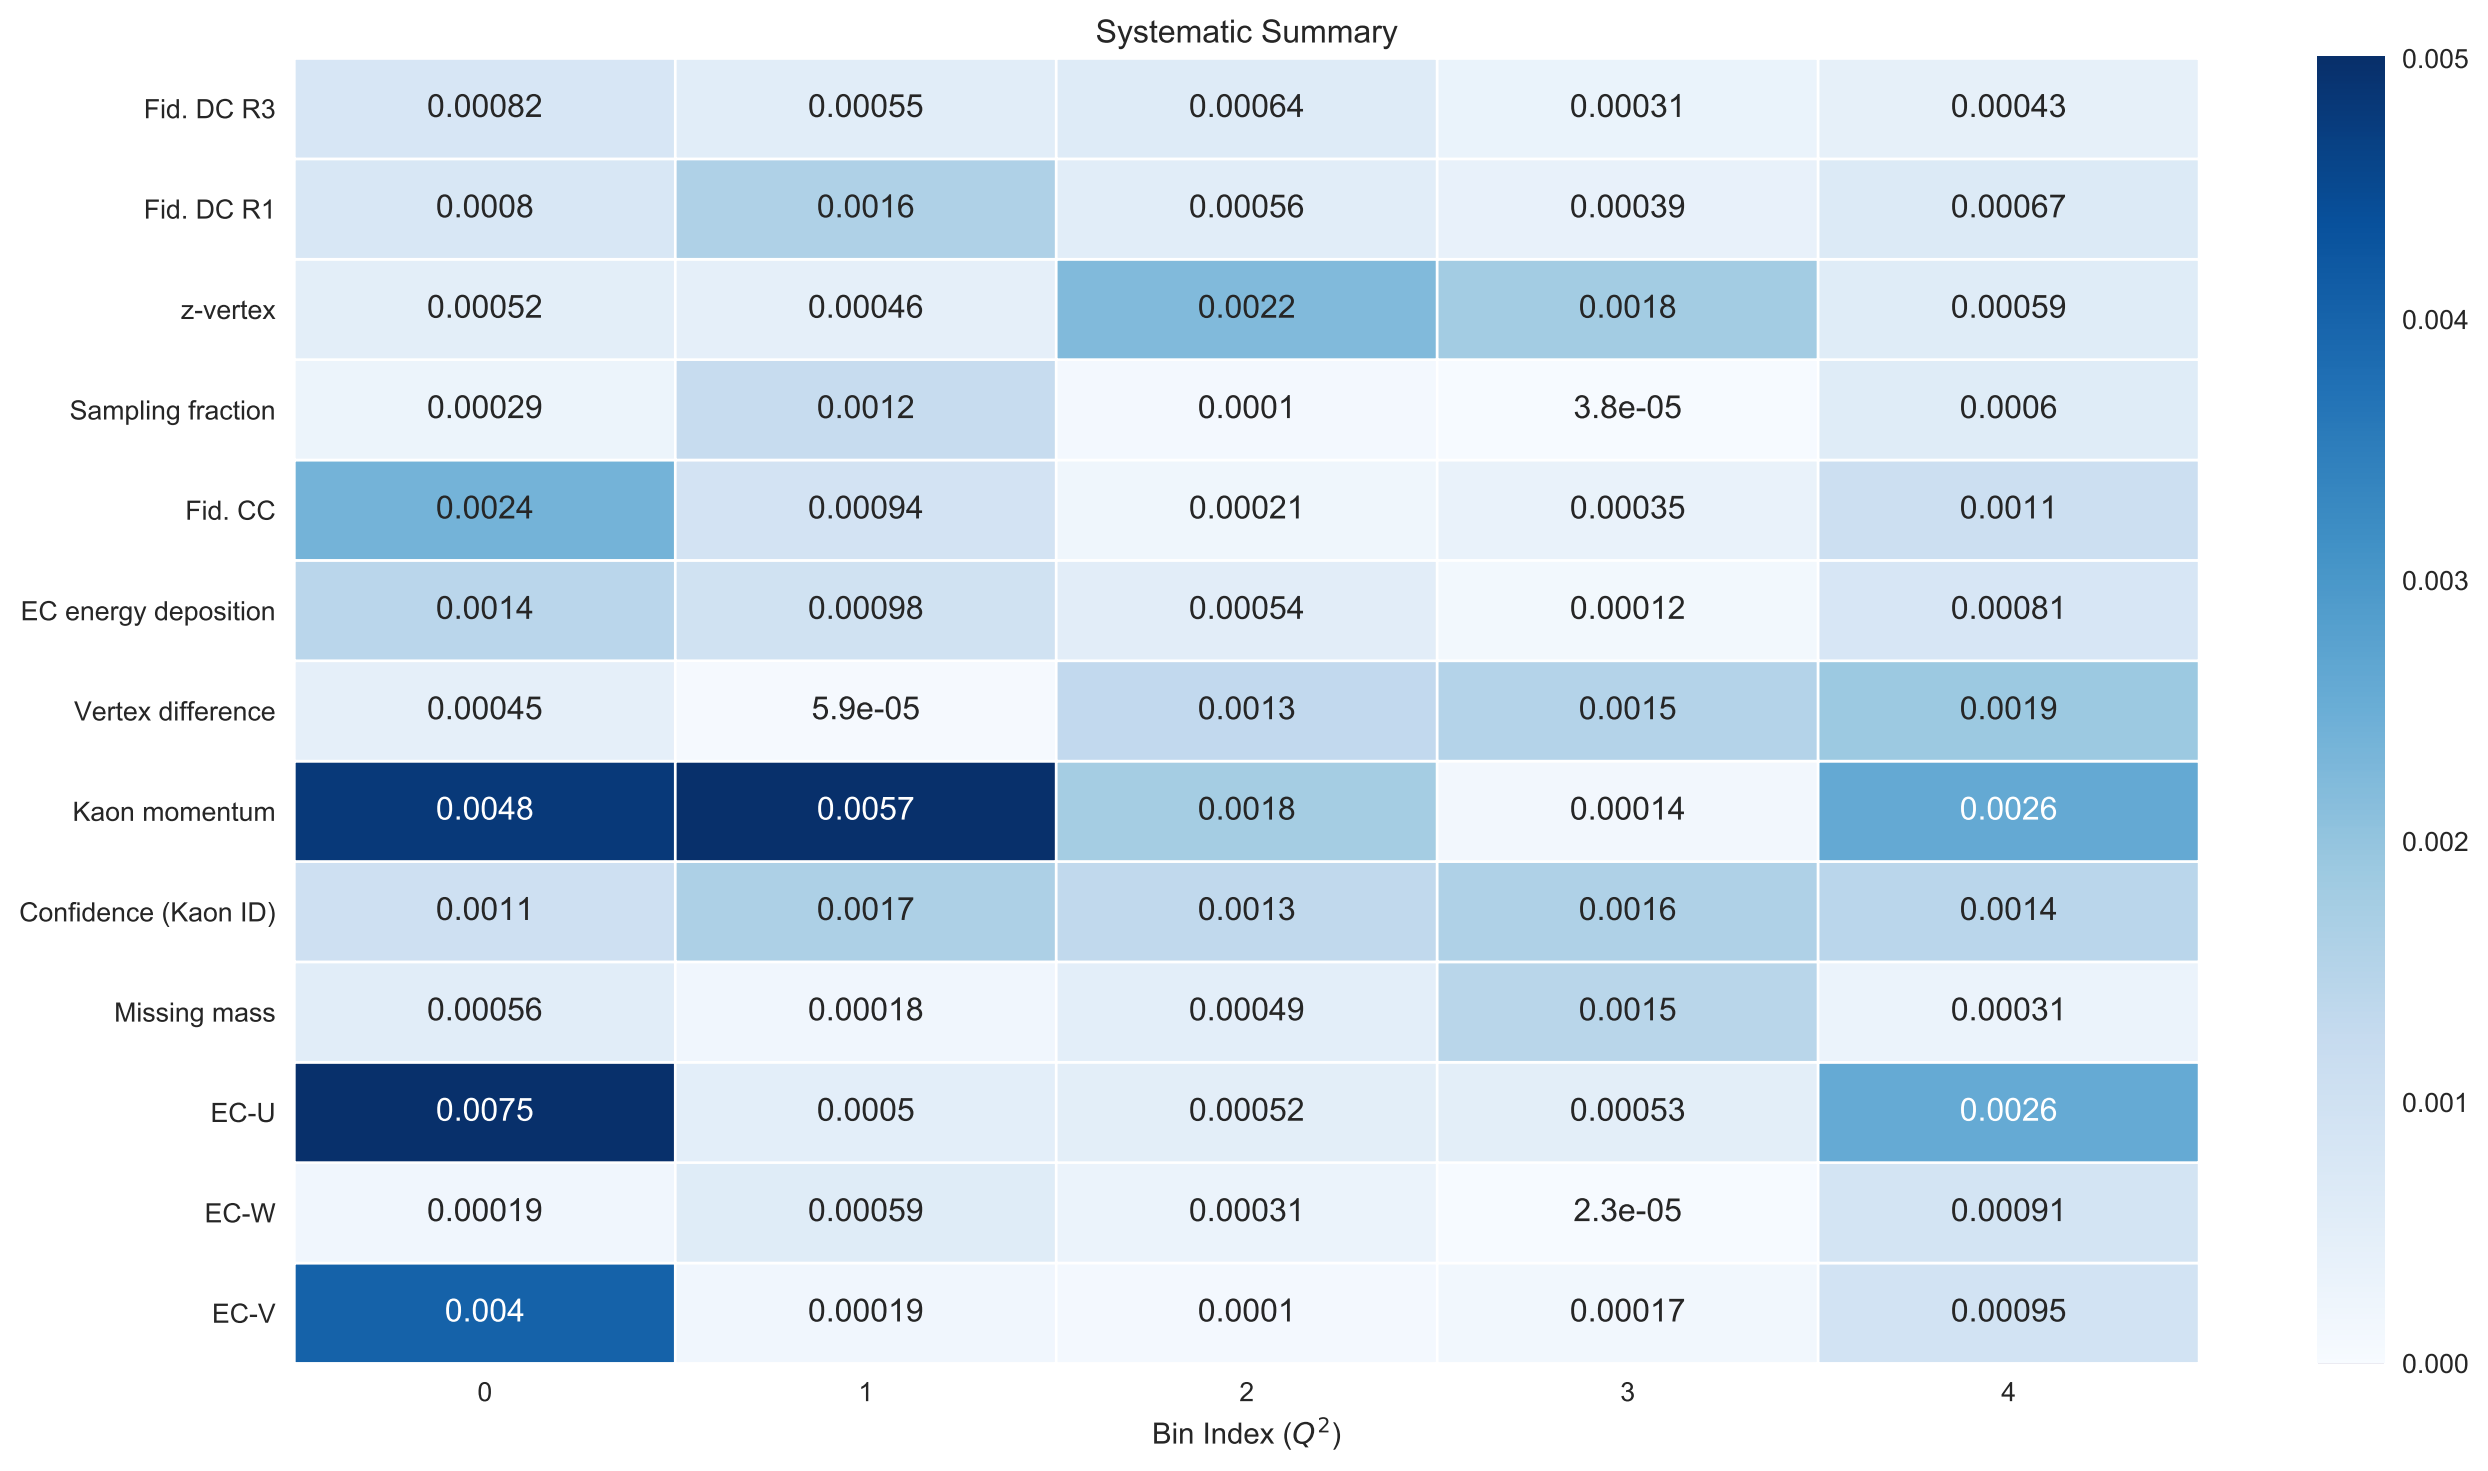 Systematic Summary
Fid. DC R3 0.00082 0.00055 0.00064 0.00031 0.00043
Fid. DC R1 0.0008 0.0016 0.00056 0.00039 0.00067
z-vertex 0.00052 0.00046 0.0022 0.0018 0.00059
Sampling fraction 0.00029 0.0012 0.0001 3.8e-05 0.0006
Fid. CC 0.0024 0.00094 0.00021 0.00035 0.0011
EC energy deposition 0.0014 0.00098 0.00054 0.00012 0.00081
Vertex difference 0.00045 5.9e-05 0.0013 0.0015 0.0019
Kaon momentum 0.0048 0.0057 0.0018 0.00014 0.0026
Confidence (Kaon ID) 0.0011 0.0017 0.0013 0.0016 0.0014
Missing mass 0.00056 0.00018 0.00049 0.0015 0.00031
EC-U 0.0075 0.0005 0.00052 0.00053 0.0026
EC-W 0.00019 0.00059 0.00031 2.3e-05 0.00091
EC-V 0.004 0.00019 0.0001 0.00017 0.00095
0 1 2 3 4
Bin Index (Q²)
0.005
0.004
0.003
0.002
0.001
0.000